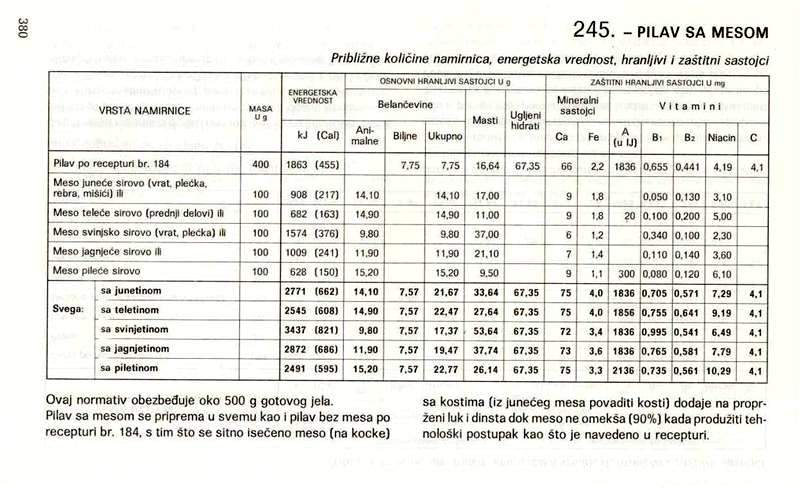 380
245. – PILAV SA MESOM
Približne količine namirnica, energetska vrednost, hranljivi i zaštitni sastojci
VRSTA NAMIRNICE
MASA U g
ENERGETSKA VREDNOST
kJ (Cal)
OSNOVNI HRANLJIVI SASTOJCI U g
Belančevine
Ani-malne
Biljne
Ukupno
Masti
Ugljeni hidrati
ZAŠTITNI HRANLJIVI SASTOJCI U mg
Mineralni sastojci
Ca
Fe
Vitamini
A (u IJ)
B1
B2
Niacin
C
Pilav po recepturi br. 184 400 1863 (455) 7,75 7,75 16,64 67,35 66 2,2 1836 0,655 0,441 4,19 4,1
Meso juneće sirovo (vrat, plećka,
rebra, mišići) ili 100 908 (217) 14,10 14,10 17,00 9 1,8 0,050 0,130 3,10
Meso teleće sirovo (prednji delovi) ili 100 682 (163) 14,90 14,90 11,00 9 1,8 20 0,100 0,200 5,00
Meso svinjsko sirovo (vrat, plećka) ili 100 1574 (376) 9,80 9,80 37,00 6 1,2 0,340 0,100 2,30
Meso jagnjeće sirovo ili 100 1009 (241) 11,90 11,90 21,10 7 1,4 0,110 0,140 3,60
Meso pileće sirovo 100 628 (150) 15,20 15,20 9,50 9 1,1 300 0,080 0,120 6,10
Svega:
sa junetinom 2771 (662) 14,10 7,57 21,67 33,64 67,35 75 4,0 1836 0,705 0,571 7,29 4,1
sa teletinom 2545 (608) 14,90 7,57 22,47 27,64 67,35 75 4,0 1856 0,755 0,641 9,19 4,1
sa svinjetinom 3437 (821) 9,80 7,57 17,37 53,64 67,35 72 3,4 1836 0,995 0,541 6,49 4,1
sa jagnjetinom 2872 (686) 11,90 7,57 19,47 37,74 67,35 73 3,6 1836 0,765 0,581 7,79 4,1
sa piletinom 2491 (595) 15,20 7,57 22,77 26,14 67,35 75 3,3 2136 0,735 0,561 10,29 4,1
Ovaj normativ obezbeđuje oko 500 g gotovog jela.
Pilav sa mesom se priprema u svemu kao i pilav bez mesa po
recepturi br. 184, s tim što se sitno isečeno meso (na kocke)
sa kostima (iz junećeg mesa povaditi kosti) dodaje na propr-
ženi luk i dinsta dok meso ne omekša (90%) kada produžiti teh-
nološki postupak kao što je navedeno u recepturi.